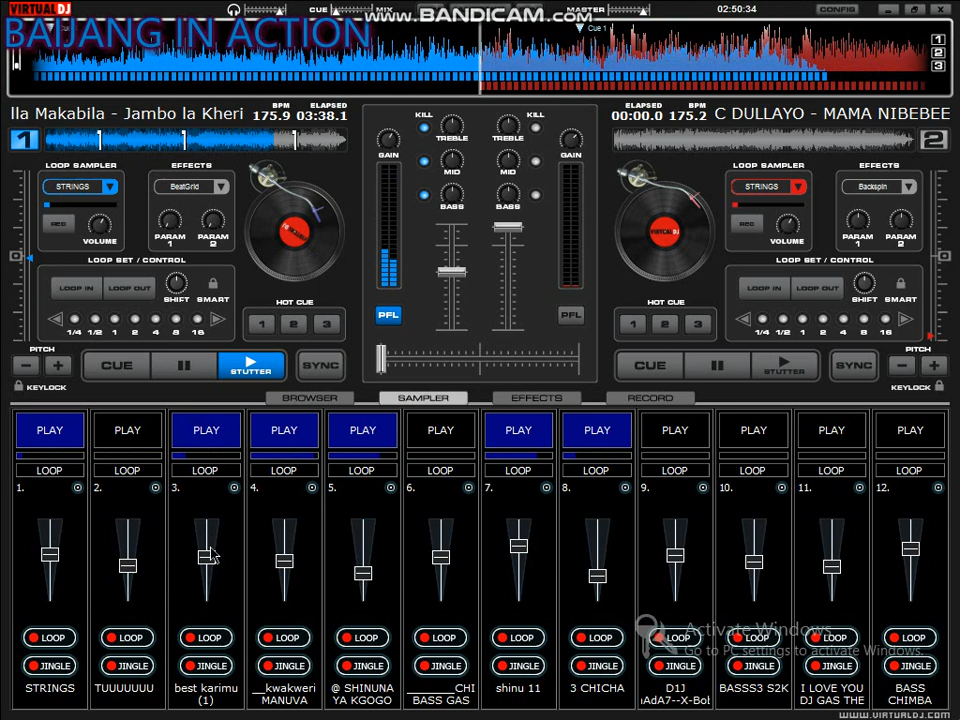 VIRTUAL DJ
CUE MIX
www.BANDICAM.com
MASTER
02:50:34
CONFIG
BAIJANG IN ACTION
Cue 1
1
2
3
lla Makabila - Jambo la Kheri
BPM
175.9
ELAPSED
03:38.1
KILL
KILL
ELAPSED
00:00.0
BPM
175.2
C DULLAYO - MAMA NIBEBEE
1
2
GAIN
TREBLE
TREBLE
GAIN
MID
MID
BASS
BASS
LOOP SAMPLER
EFFECTS
STRINGS
BeatGrid
REC
VOLUME
PARAM 1
PARAM 2
LOOP SAMPLER
EFFECTS
STRINGS
Backspin
REC
VOLUME
PARAM 1
PARAM 2
LOOP SET / CONTROL
LOOP IN
LOOP OUT
SHIFT
SMART
1/4 1/2 1 2 4 8 16
HOT CUE
1 2 3
PFL
PFL
HOT CUE
1 2 3
LOOP SET / CONTROL
LOOP IN
LOOP OUT
SHIFT
SMART
1/4 1/2 1 2 4 8 16
PITCH
KEYLOCK
CUE
STUTTER
SYNC
CUE
STUTTER
SYNC
PITCH
KEYLOCK
BROWSER
SAMPLER
EFFECTS
RECORD
PLAY PLAY PLAY PLAY PLAY PLAY PLAY PLAY PLAY PLAY PLAY PLAY
LOOP LOOP LOOP LOOP LOOP LOOP LOOP LOOP LOOP LOOP LOOP LOOP
1. 2. 3. 4. 5. 6. 7. 8. 9. 10. 11. 12.
Activate Windows
Go to PC settings to activate Windows.
LOOP LOOP LOOP LOOP LOOP LOOP LOOP LOOP LOOP LOOP LOOP LOOP
JINGLE JINGLE JINGLE JINGLE JINGLE JINGLE JINGLE JINGLE JINGLE JINGLE JINGLE JINGLE
STRINGS
TUUUUUUU
best karimu
(1)
__kwakweri
MANUVA
@ SHINUNA
YA KGOGO
_______CHI
BASS GAS
shinu 11
3 CHICHA
D1J
BASSS3 S2K
I LOVE YOU
DJ GAS THE
BASS
CHIMBA
www.VIRTUALDJ.com